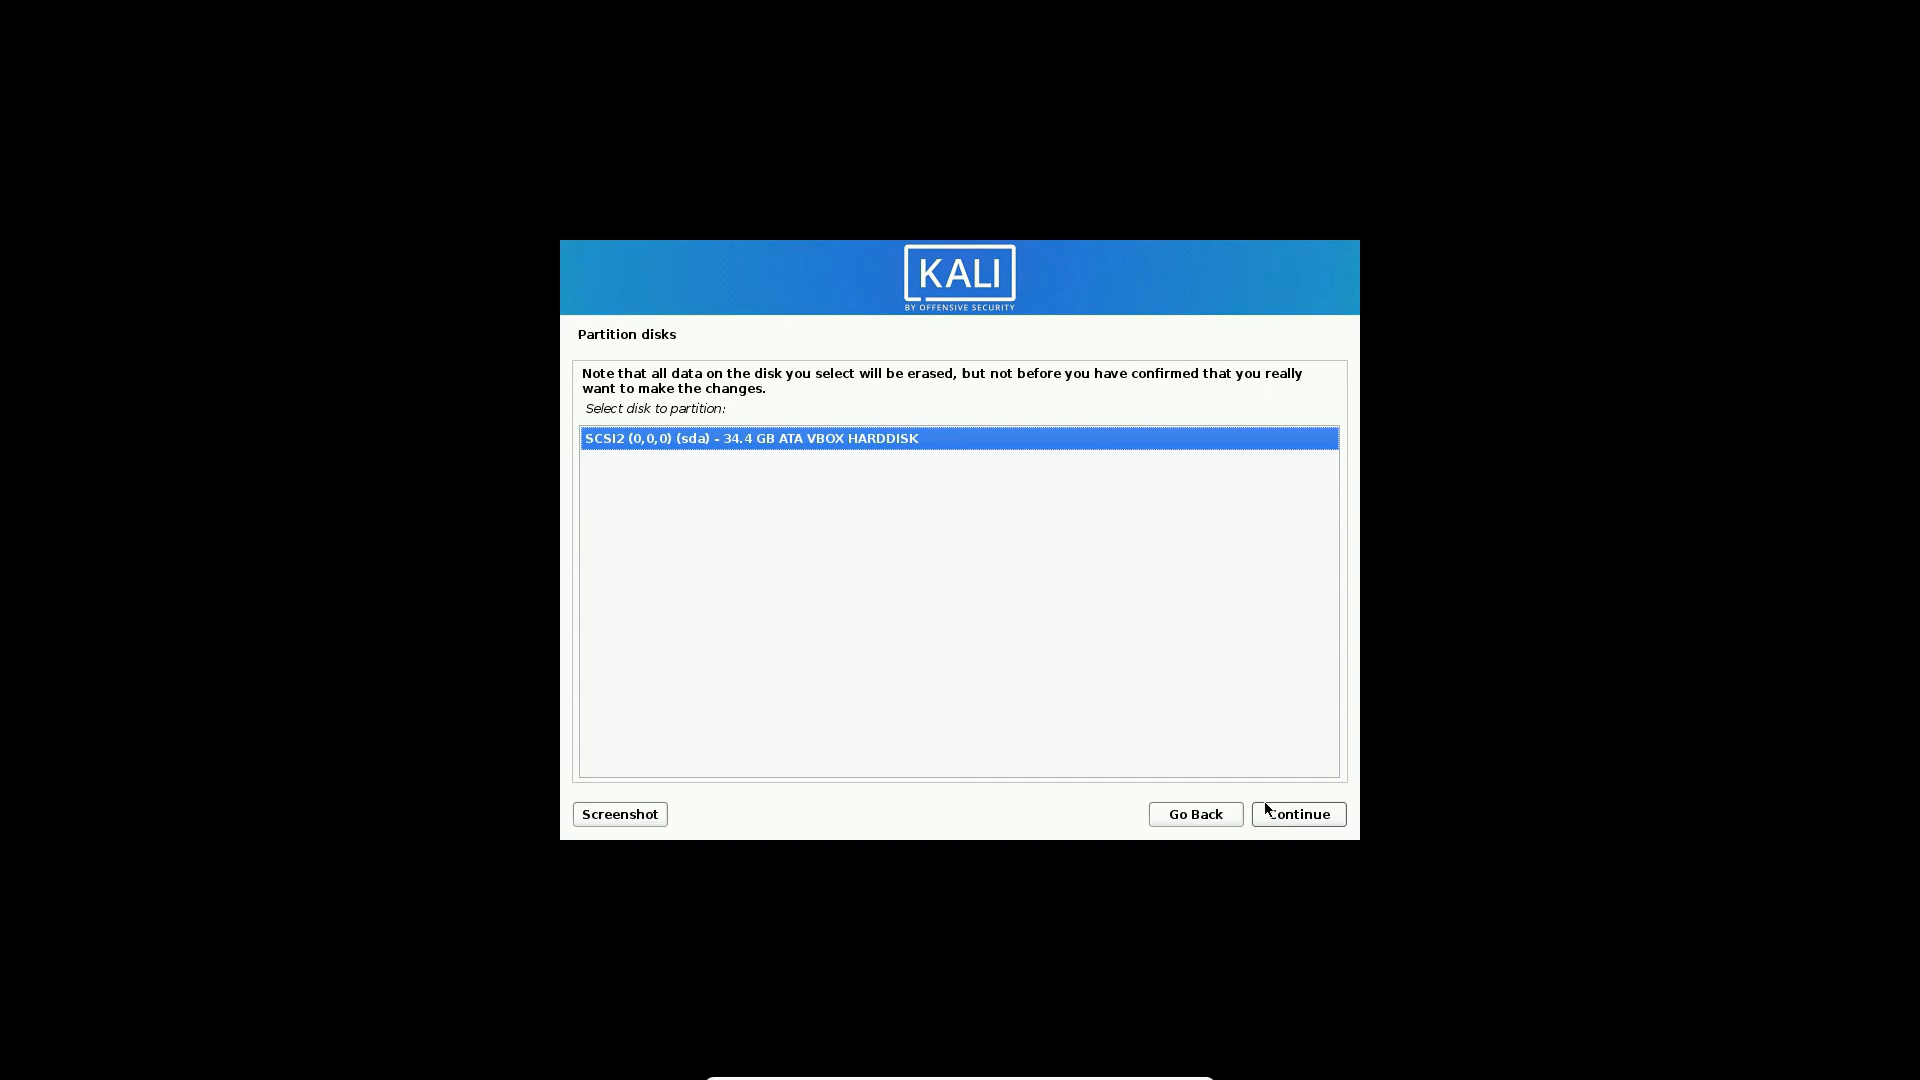 KALI
BY OFFENSIVE SECURITY
Partition disks
Note that all data on the disk you select will be erased, but not before you have confirmed that you really
want to make the changes.
Select disk to partition:
SCSI2 (0,0,0) (sda) - 34.4 GB ATA VBOX HARDDISK
Screenshot
Go Back
Continue